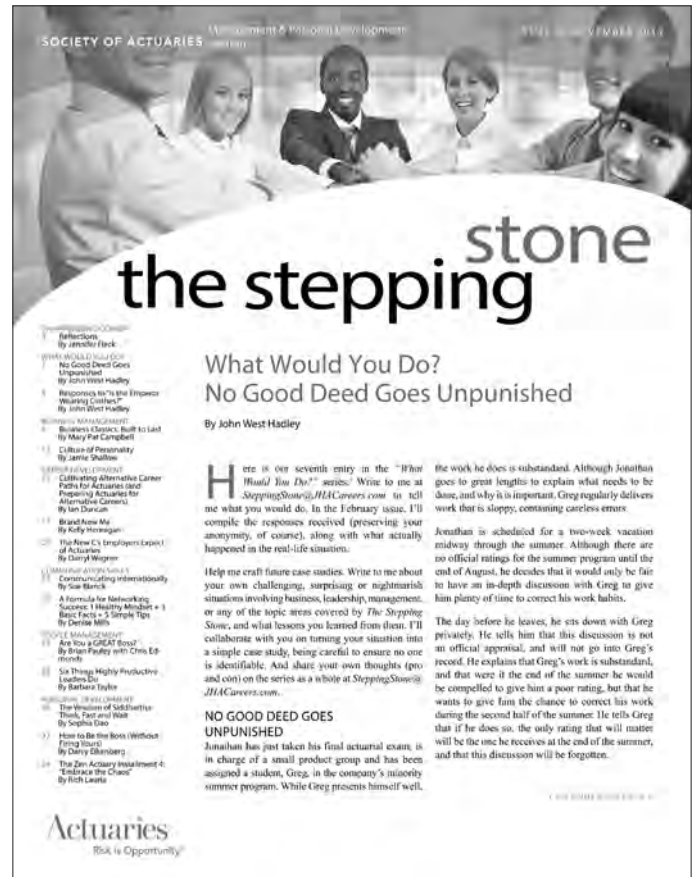 SOCIETY OF ACTUARIES
Management & Personal Development
stone
the stepping
Reflections
By Jennifer Fleck
WHAT WOULD YOU DO?
No Good Deed Goes
Unpunished
By John West Hadley
Responses to "Is the Emperor
Wearing Clothes?"
By John West Hadley
BUSINESS MANAGEMENT
Business Classics: Built to Last
By Mary Pat Campbell
Culture of Personality
By Jamie Shallow
CAREER DEVELOPMENT
Cultivating Alternative Career
Paths for Actuaries (and
Preparing Actuaries for
Alternative Careers)
By Ian Duncan
Brand New Me
By Kelly Hennigan
The New C's Employers Expect
of Actuaries
By Darryl Wagner
COMMUNICATION SKILLS
Communicating Internationally
By Sue Blanck
A Formula for Networking
Success: 1 Healthy Mindset + 3
Basic Facts + 5 Simple Tips
By Denise Mills
PEOPLE MANAGEMENT
Are You a GREAT Boss?
By Brian Pauley with Chris Ed-
monds
Six Things Highly Productive
Leaders Do
By Barbara Taylor
PERSONAL DEVELOPMENT
The Wisdom of Siddhartha:
Think, Fast and Wait
By Sophia Dao
How to Be the Boss (Without
Firing Yours)
By Darcy Eikenberg
The Zen Actuary Installment 4:
"Embrace the Chaos"
By Rich Lauria
Actuaries
Risk is Opportunity.®
What Would You Do?
No Good Deed Goes Unpunished
By John West Hadley
Here is our seventh entry in the "What
Would You Do?" series. Write to me at
SteppingStone@JHACareers.com to tell
me what you would do. In the February issue, I'll
compile the responses received (preserving your
anonymity, of course), along with what actually
happened in the real-life situation.
Help me craft future case studies. Write to me about
your own challenging, surprising or nightmarish
situations involving business, leadership, management,
or any of the topic areas covered by The Stepping
Stone, and what lessons you learned from them. I'll
collaborate with you on turning your situation into
a simple case study, being careful to ensure no one
is identifiable. And share your own thoughts (pro
and con) on the series as a whole at SteppingStone@
JHACareers.com.
NO GOOD DEED GOES
UNPUNISHED
Jonathan has just taken his final actuarial exam, is
in charge of a small product group and has been
assigned a student, Greg, in the company's minority
summer program. While Greg presents himself well,
the work he does is substandard. Although Jonathan
goes to great lengths to explain what needs to be
done, and why it is important, Greg regularly delivers
work that is sloppy, containing careless errors.
Jonathan is scheduled for a two-week vacation
midway through the summer. Although there are
no official ratings for the summer program until the
end of August, he decides that it would only be fair
to have an in-depth discussion with Greg to give
him plenty of time to correct his work habits.
The day before he leaves, he sits down with Greg
privately. He tells him that this discussion is not
an official appraisal, and will not go into Greg's
record. He explains that Greg's work is substandard,
and that were it the end of the summer he would
be compelled to give him a poor rating, but that he
wants to give him the chance to correct his work
during the second half of the summer. He tells Greg
that if he does so, the only rating that will matter
will be the one he receives at the end of the summer,
and that this discussion will be forgotten.